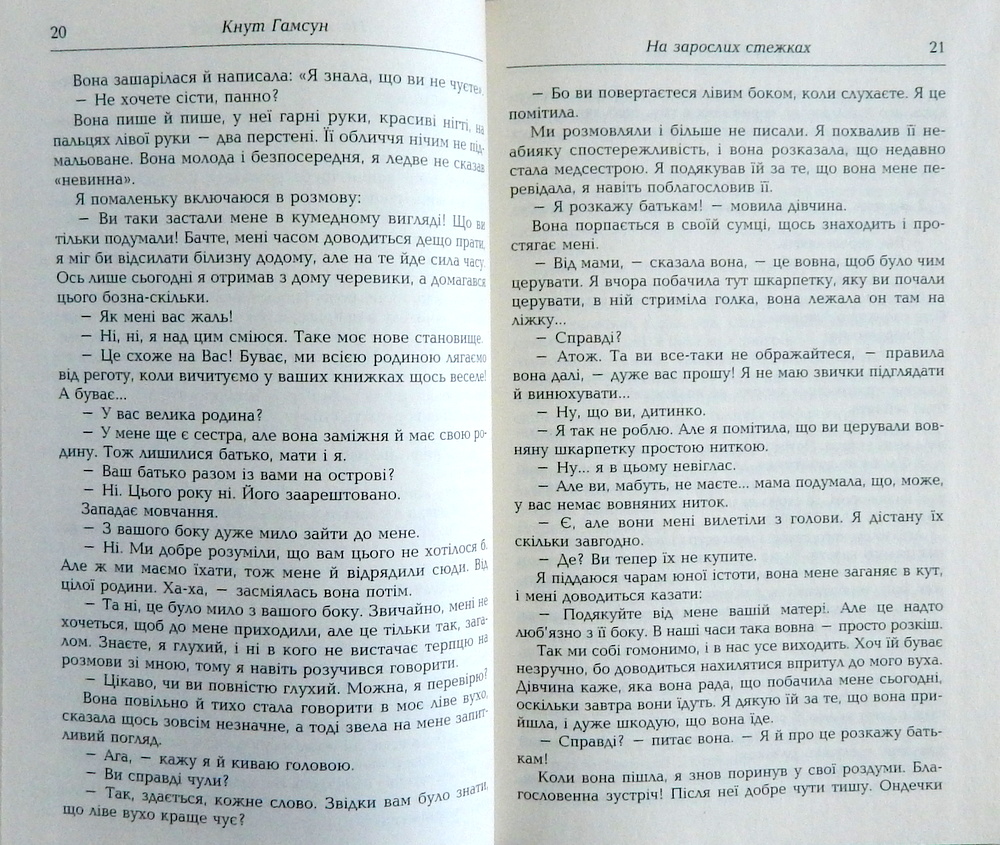 20
Кнут Гамсун
Вона зашарілася й написала: «Я знала, що ви не чуєте».
— Не хочете сісти, панно?
Вона пише й пише, у неї гарні руки, красиві нігті, на
пальцях лівої руки — два перстені. Її обличчя нічим не під-
мальоване. Вона молода і безпосередня, я ледве не сказав
«невинна».
Я помаленьку включаюся в розмову:
— Ви таки застали мене в кумедному вигляді! Що ви
тільки подумали! Бачте, мені часом доводиться дещо прати,
я міг би відсилати білизну додому, але на те йде сила часу.
Ось лише сьогодні я отримав з дому черевики, а домагався
цього бозна-скільки.
— Як мені вас жаль!
— Ні, ні, я над цим сміюся. Таке моє нове становище.
— Це схоже на Вас! Буває, ми всією родиною лягаємо
від реготу, коли вичитуємо у ваших книжках щось веселе!
А буває...
— У вас велика родина?
— У мене ще є сестра, але вона заміжня й має свою ро-
дину. Тож лишилися батько, мати і я.
— Ваш батько разом із вами на острові?
— Ні. Цього року ні. Його заарештовано.
Западає мовчання.
— З вашого боку дуже мило зайти до мене.
— Ні. Ми добре розуміли, що вам цього не хотілося б.
Але ж ми маємо їхати, тож мене й відрядили сюди. Від
цілої родини. Ха-ха, — засміялась вона потім.
— Та ні, це було мило з вашого боку. Звичайно, мені не
хочеться, щоб до мене приходили, але це тільки так, зага-
лом. Знаєте, я глухий, і ні в кого не вистачає терпцю на
розмови зі мною, тому я навіть розучився говорити.
— Цікаво, чи ви повністю глухий. Можна, я перевірю?
Вона повільно й тихо стала говорити в моє ліве вухо,
сказала щось зовсім незначне, а тоді звела на мене запит-
ливий погляд.
— Ага, — кажу я й киваю головою.
— Ви справді чули?
— Так, здається, кожне слово. Звідки вам було знати,
що ліве вухо краще чує?
На зарослих стежках
21
— Бо ви повертаєтеся лівим боком, коли слухаєте. Я це
помітила.
Ми розмовляли і більше не писали. Я похвалив її не-
абияку спостережливість, і вона розказала, що недавно
стала медсестрою. Я подякував їй за те, що вона мене пе-
ревідала, я навіть поблагословив її.
— Я розкажу батькам! — мовила дівчина.
Вона порпається в своїй сумці, щось знаходить і про-
стягає мені.
— Від мами, — сказала вона, — це вовна, щоб було чим
церувати. Я вчора побачила тут шкарпетку, яку ви почали
церувати, в ній стриміла голка, вона лежала он там на
ліжку...
— Справді?
— Атож. Та ви все-таки не ображайтеся, — правила
вона далі, — дуже вас прошу! Я не маю звички підглядати
й винюхувати...
— Ну, що ви, дитинко.
— Я так не роблю. Але я помітила, що ви церували вов-
няну шкарпетку простою ниткою.
— Ну... я в цьому невіглас.
— Але ви, мабуть, не маєте... мама подумала, що, може,
у вас немає вовняних ниток.
— Є, але вони мені вилетіли з голови. Я дістану їх
скільки завгодно.
— Де? Ви тепер їх не купите.
Я піддаюся чарам юної істоти, вона мене заганяє в кут,
і мені доводиться казати:
— Подякуйте від мене вашій матері. Але це надто
люб'язно з її боку. В наші часи така вовна — просто розкіш.
Так ми собі гомонимо, і в нас усе виходить. Хоч їй буває
незручно, бо доводиться нахилятися впритул до мого вуха.
Дівчина каже, яка вона рада, що побачила мене сьогодні,
оскільки завтра вони їдуть. Я дякую їй за те, що вона при-
йшла, і дуже шкодую, що вона їде.
— Справді? — питає вона. — Я й про це розкажу бать-
кам!
Коли вона пішла, я знов поринув у свої роздуми. Бла-
гословенна зустріч! Після неї добре чути тишу. Ондечки